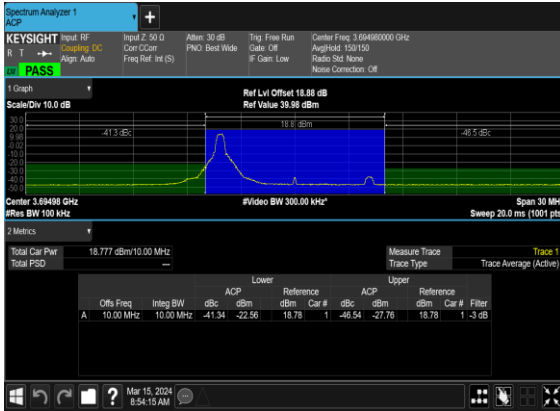 Spectrum Analyzer 1
ACP
KEYSIGHT Input: RF Input Z: 50 Ω Atten: 30 dB Trig: Free Run Center Freq: 3.694980000 GHz
R T Coupling: DC Corr CCorr PNO: Best Wide Gate: Off Avg|Hold: 150/150
Align: Auto Freq Ref: Int (S) IF Gain: Low Radio Std: None
PASS Noise Correction: Off
1 Graph Ref Lvl Offset 18.88 dB
Scale/Div 10.0 dB Ref Value 39.98 dBm
30.0
20.0 18.8 dBm
9.98 -41.3 dBc -46.5 dBc
-0.02
-10.0
-20.0
-30.0
-40.0
-50.0
Center 3.69498 GHz #Video BW 300.00 kHz* Span 30 MH
#Res BW 100 kHz Sweep 20.0 ms (1001 pts
2 Metrics
Total Car Pwr 18.777 dBm/10.00 MHz Measure Trace Trace 1
Total PSD --- Trace Type Trace Average (Active)
Lower Upper
ACP Reference ACP Reference
Offs Freq Integ BW dBc dBm dBm Car # dBc dBm dBm Car # Filter
A 10.00 MHz 10.00 MHz -41.34 -22.56 18.78 1 -46.54 -27.76 18.78 1 -3 dB
Mar 15, 2024
8:54:15 AM